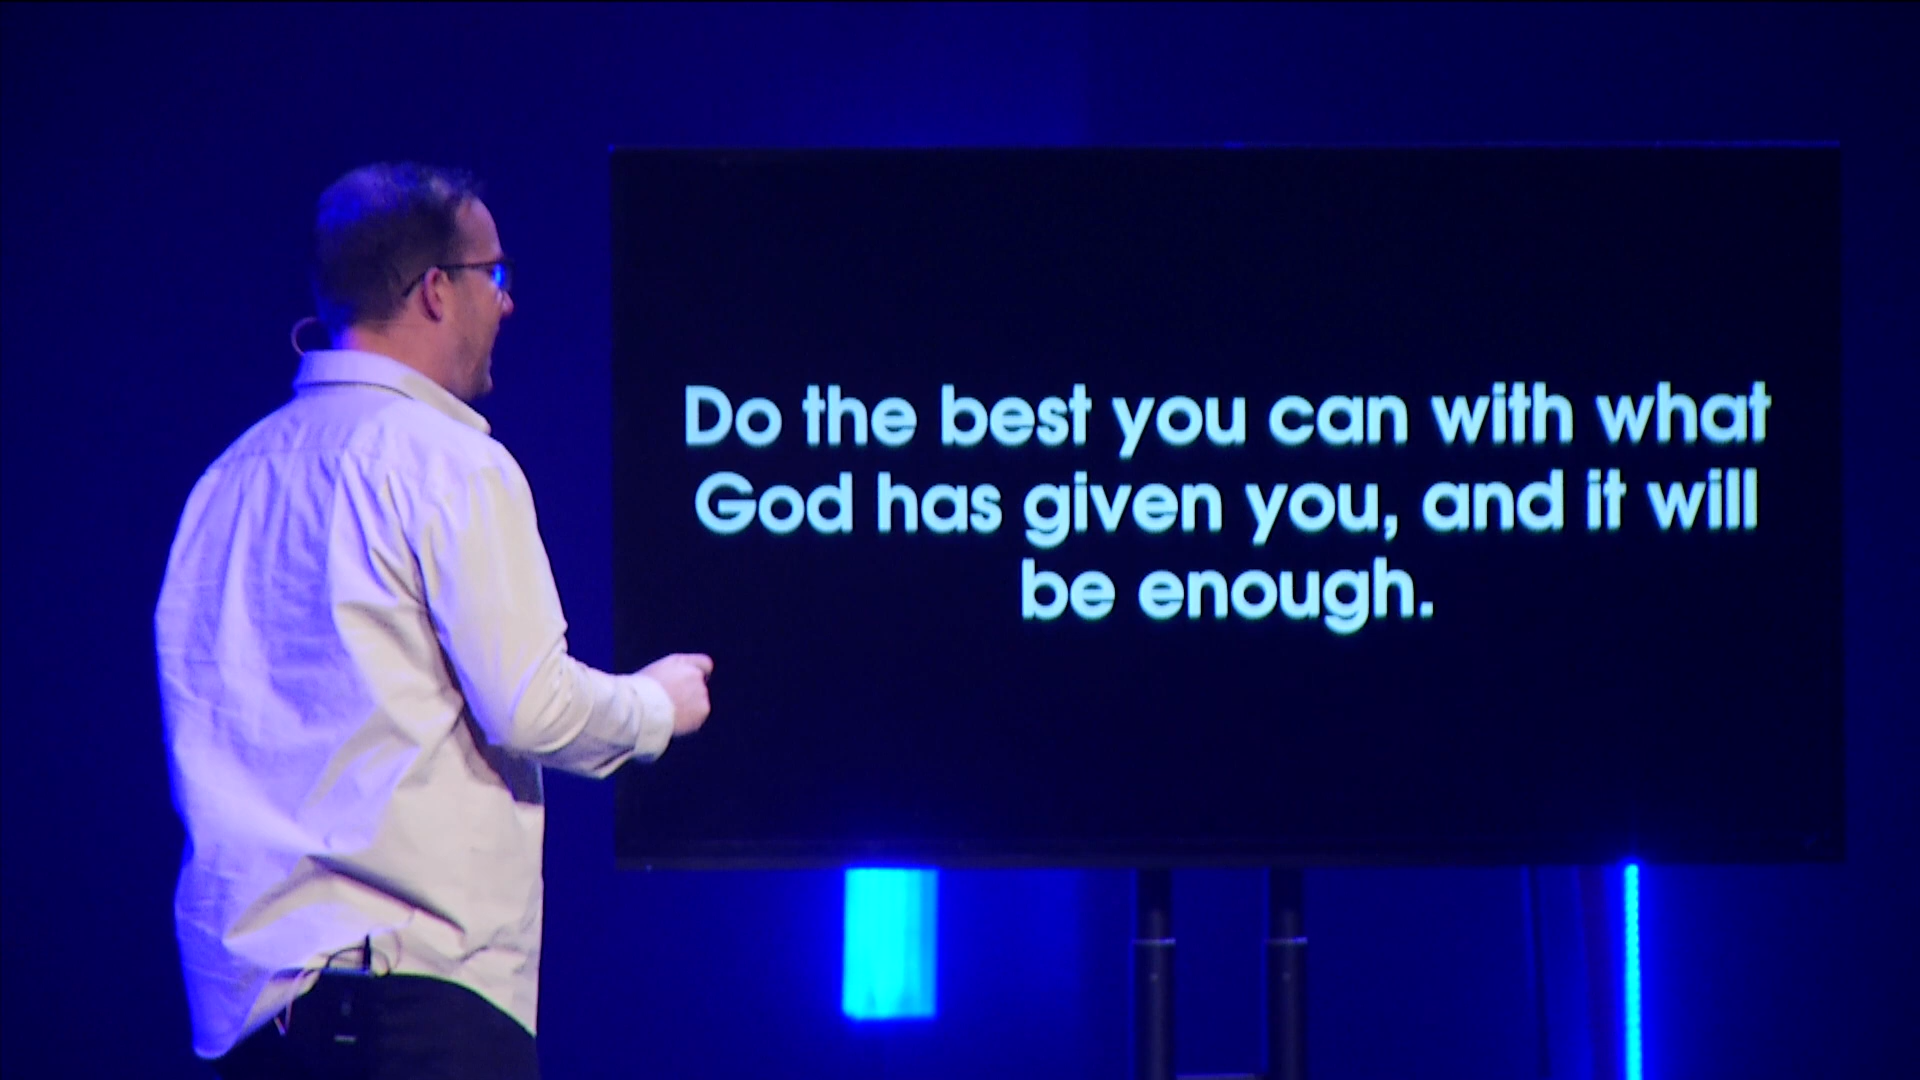 Do the best you can with what
God has given you, and it will
be enough.